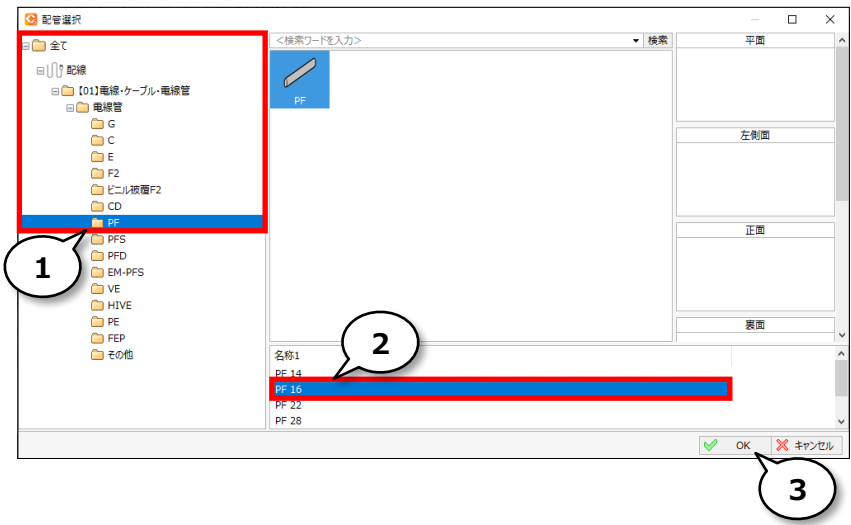 配管選択
全て
配線
【01】電線・ケーブル・電線管
電線管
G
C
E
F2
ビニル被覆F2
CD
PF
PFS
PFD
EM-PFS
VE
HIVE
PE
FEP
その他
<検索ワードを入力>
検索
PF
平面
左側面
正面
裏面
名称1
PF 14
PF 16
PF 22
PF 28
OK
キャンセル
1
2
3